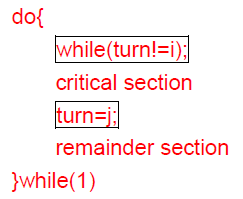 do{
while(turn!=i);
critical section
turn=j;
remainder section
}while(1)